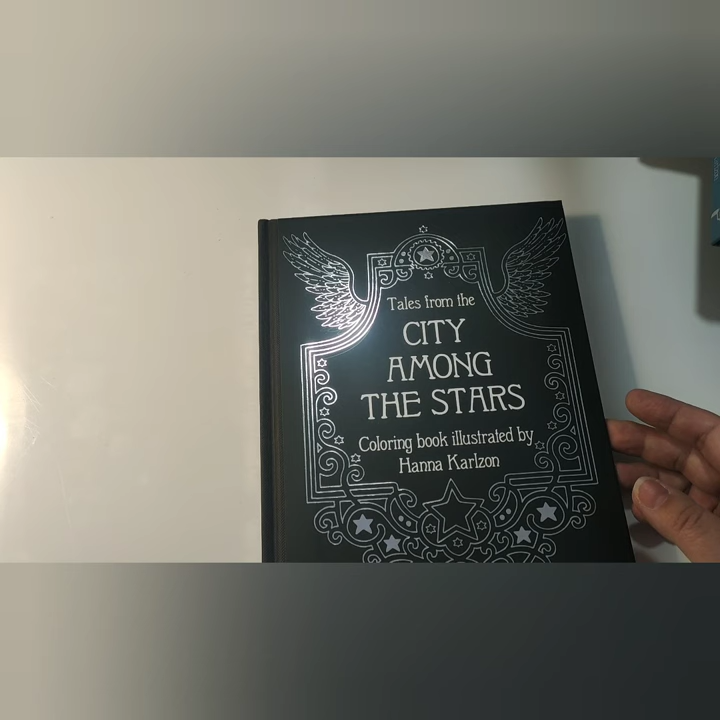 Tales from the
CITY
AMONG
THE STARS
Coloring book illustrated by
Hanna Karlzon